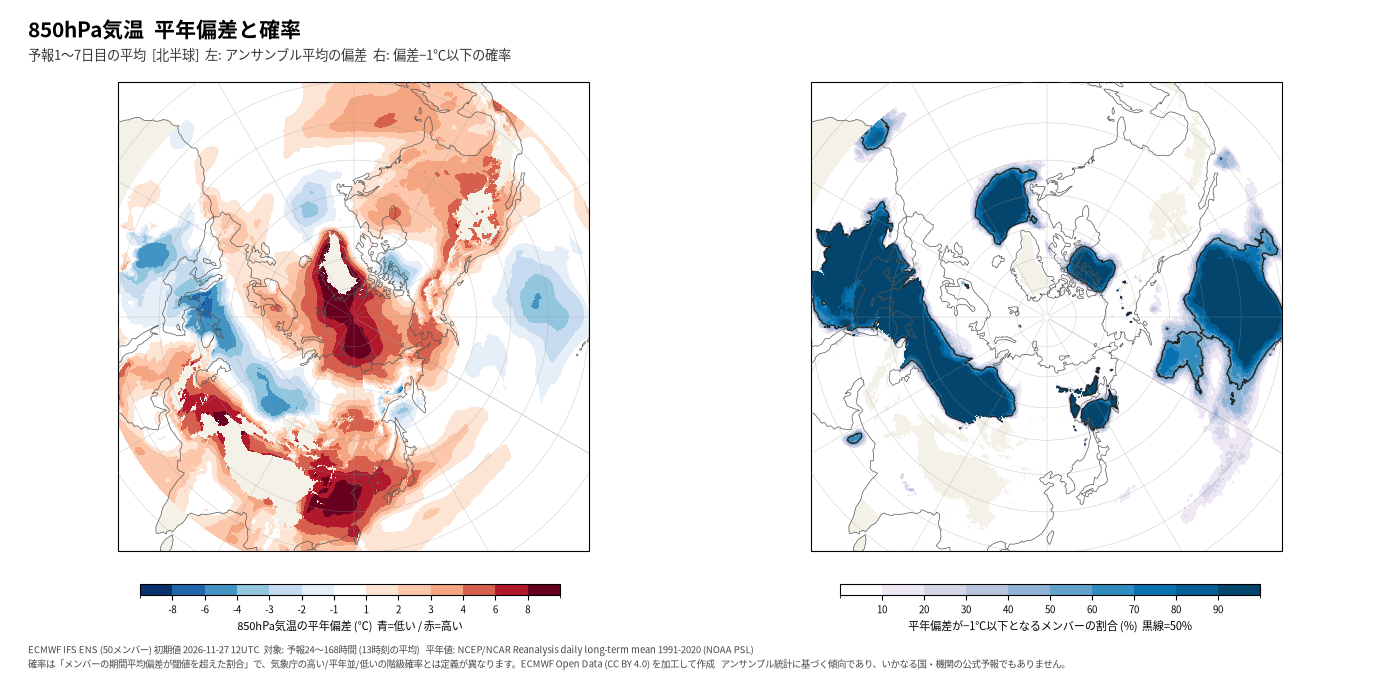 850hPa気温 平年偏差と確率
予報1〜7日目の平均 [北半球] 左: アンサンブル平均の偏差 右: 偏差−1℃以下の確率
-8 -6 -4 -3 -2 -1 1 2 3 4 6 8
850hPa気温の平年偏差 (℃) 青=低い / 赤=高い
10 20 30 40 50 60 70 80 90
平年偏差が−1℃以下となるメンバーの割合 (%) 黒線=50%
ECMWF IFS ENS (50メンバー) 初期値 2026-11-27 12UTC 対象: 予報24〜168時間 (13時刻の平均) 平年値: NCEP/NCAR Reanalysis daily long-term mean 1991-2020 (NOAA PSL)
確率は「メンバーの期間平均偏差が閾値を超えた割合」で、気象庁の高い/平年並/低いの階級確率とは定義が異なります。ECMWF Open Data (CC BY 4.0) を加工して作成 アンサンブル統計に基づく傾向であり、いかなる国・機関の公式予報でもありません。